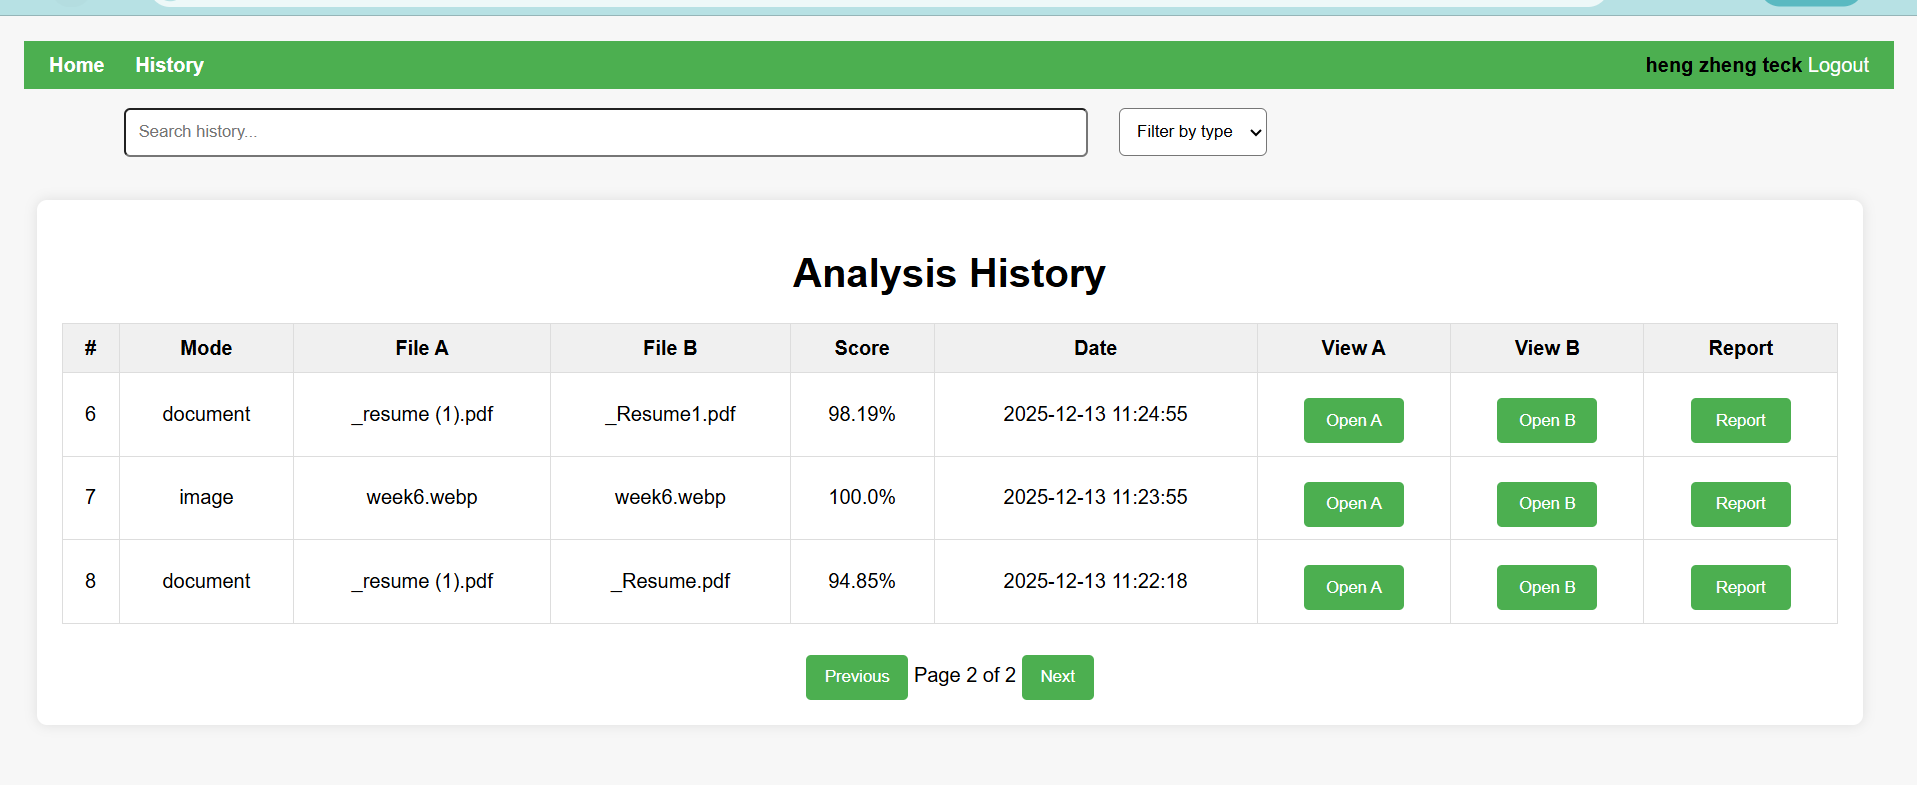 Home History heng zheng teck Logout
Search history... Filter by type
Analysis History
# Mode File A File B Score Date View A View B Report
6 document _resume (1).pdf _Resume1.pdf 98.19% 2025-12-13 11:24:55 Open A Open B Report
7 image week6.webp week6.webp 100.0% 2025-12-13 11:23:55 Open A Open B Report
8 document _resume (1).pdf _Resume.pdf 94.85% 2025-12-13 11:22:18 Open A Open B Report
Previous Page 2 of 2 Next